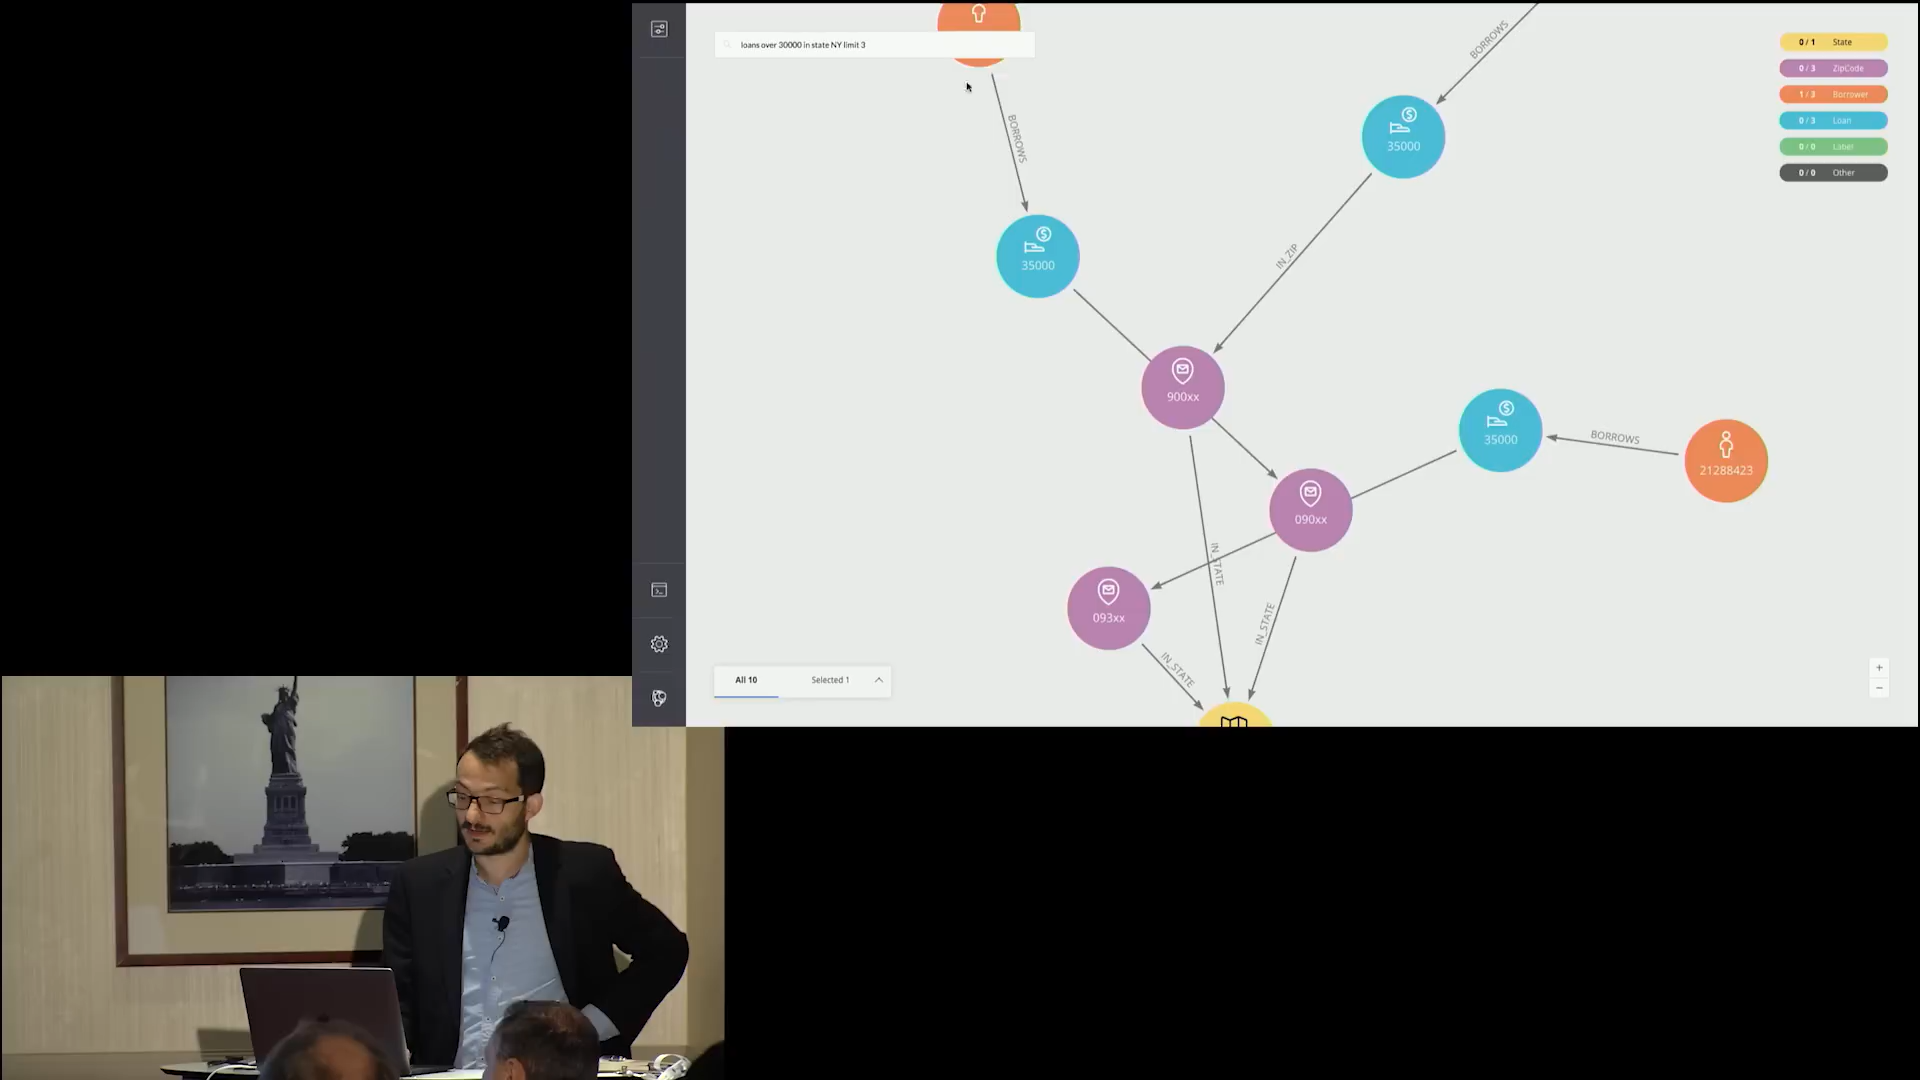 loans over 30000 in state NY limit 3
BORROWS
0 / 1 State
0 / 3 ZipCode
1 / 3 Borrower
0 / 3 Loan
0 / 0 Label
0 / 0 Other
35000
BORROWS
35000
IN_ZIP
900xx
35000
BORROWS
21288423
090xx
IN_STATE
093xx
IN_STATE
IN_STATE
All 10
Selected 1